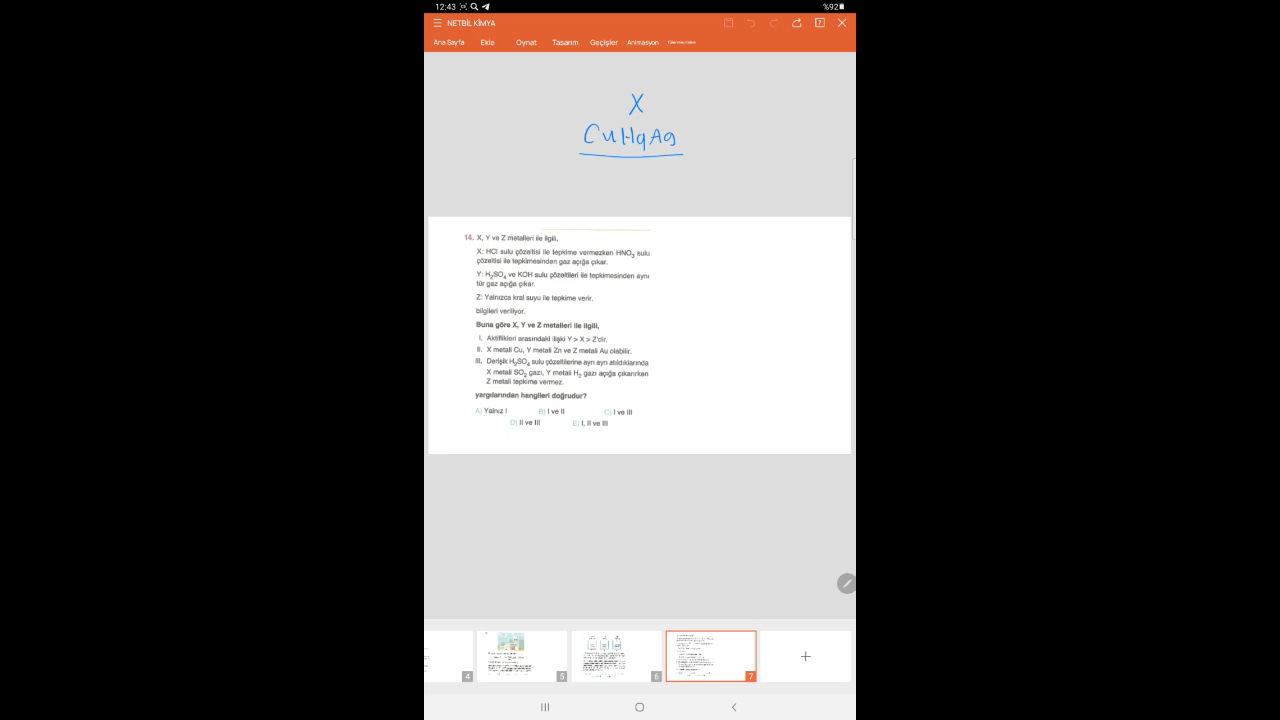 12:43
%92
NETBİL KİMYA
Ana Sayfa Ekle Oynat Tasarım Geçişler Animasyon
X
CuHgAg
14. X, Y ve Z metalleri ile ilgili,
X: HCl sulu çözeltisi ile tepkime vermezken HNO₃ sulu
çözeltisi ile tepkimesinden gaz açığa çıkar.
Y: H₂SO₄ ve KOH sulu çözeltileri ile tepkimesinden aynı
tür gaz açığa çıkar.
Z: Yalnızca kral suyu ile tepkime verir.
bilgileri veriliyor.
Buna göre X, Y ve Z metalleri ile ilgili,
I. Aktiflikleri arasındaki ilişki Y > X > Z'dir.
II. X metali Cu, Y metali Zn ve Z metali Au olabilir.
III. Derişik H₂SO₄ sulu çözeltilerine ayrı ayrı atıldıklarında
X metali SO₂ gazı, Y metali H₂ gazı açığa çıkarırken
Z metali tepkime vermez.
yargılarından hangileri doğrudur?
A) Yalnız I B) I ve II C) I ve III
D) II ve III E) I, II ve III
4 5 6 7